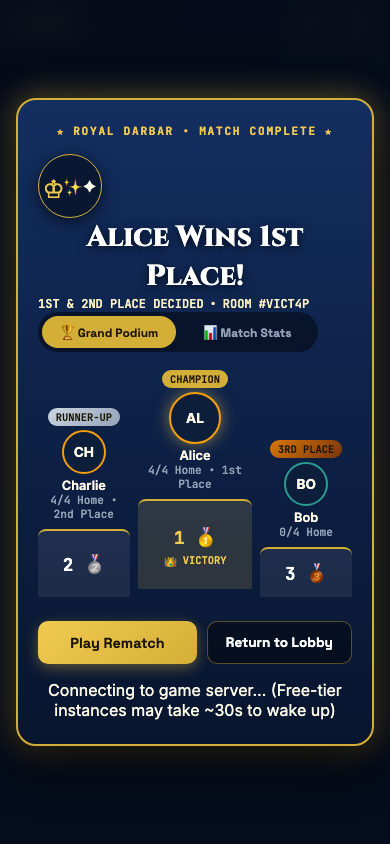 ★ ROYAL DARBAR • MATCH COMPLETE ★
♔✨✦
ALICE WINS 1ST
PLACE!
1ST & 2ND PLACE DECIDED • ROOM #VICT4P
🏆 Grand Podium
📊 Match Stats
CHAMPION
AL
Alice
4/4 Home · 1st
Place
RUNNER-UP
CH
Charlie
4/4 Home ·
2nd Place
3RD PLACE
BO
Bob
0/4 Home
1 🥇
👑 VICTORY
2 🥈
3 🥉
Play Rematch
Return to Lobby
Connecting to game server... (Free-tier
instances may take ~30s to wake up)